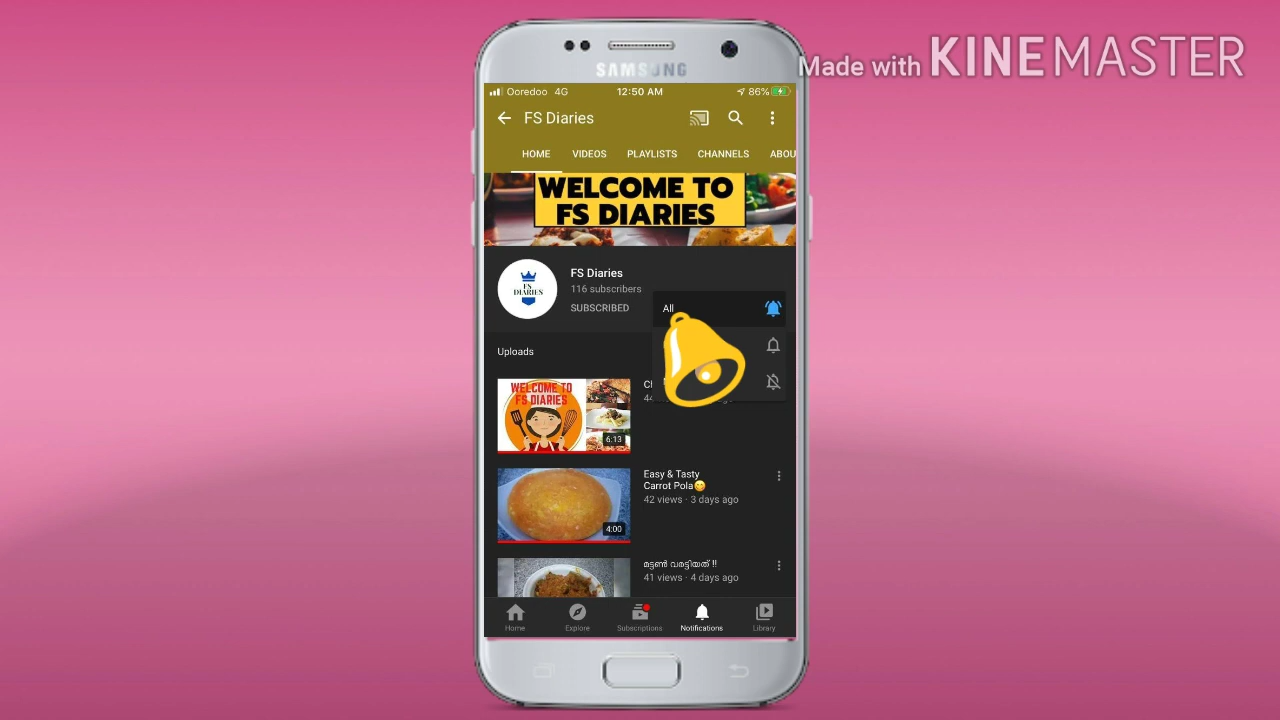 Made with KINEMASTER
SAMSUNG
Ooredoo 4G 12:50 AM 86%
FS Diaries
HOME VIDEOS PLAYLISTS CHANNELS ABOU
WELCOME TO
FS DIARIES
FS
DIARIES
FS Diaries
116 subscribers
SUBSCRIBED
All
Uploads
WELCOME TO
FS DIARIES
6:13
Easy & Tasty
Carrot Pola😋
42 views · 3 days ago
4:00
മട്ടൺ വരട്ടിയത് !!
41 views · 4 days ago
Home Explore Subscriptions Notifications Library